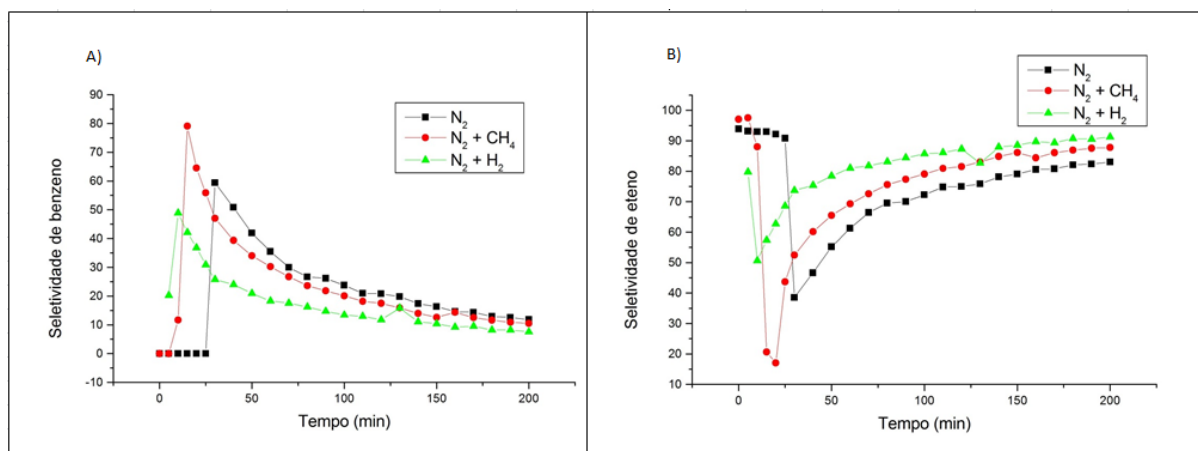 A)
N₂
N₂ + CH₄
N₂ + H₂
Seletividade de benzeno
90
80
70
60
50
40
30
20
10
0
-10
0 50 100 150 200
Tempo (min)
B)
N₂
N₂ + CH₄
N₂ + H₂
Seletividade de eteno
100
90
80
70
60
50
40
30
20
10
0 50 100 150 200
Tempo (min)